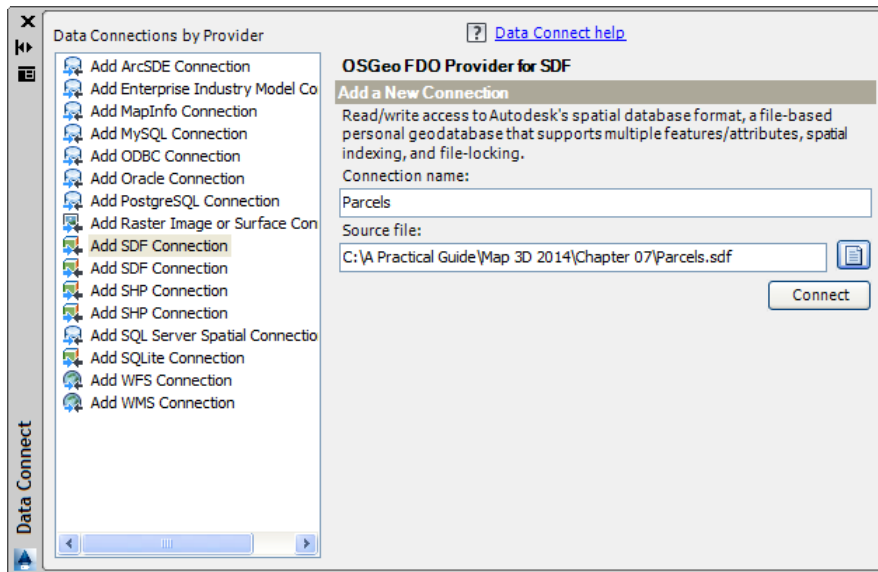 Data Connections by Provider
Add ArcSDE Connection
Add Enterprise Industry Model Co
Add MapInfo Connection
Add MySQL Connection
Add ODBC Connection
Add Oracle Connection
Add PostgreSQL Connection
Add Raster Image or Surface Con
Add SDF Connection
Add SDF Connection
Add SHP Connection
Add SHP Connection
Add SQL Server Spatial Connectio
Add SQLite Connection
Add WFS Connection
Add WMS Connection
? Data Connect help
OSGeo FDO Provider for SDF
Add a New Connection
Read/write access to Autodesk's spatial database format, a file-based
personal geodatabase that supports multiple features/attributes, spatial
indexing, and file-locking.
Connection name:
Parcels
Source file:
C:\A Practical Guide\Map 3D 2014\Chapter 07\Parcels.sdf
Connect
Data Connect